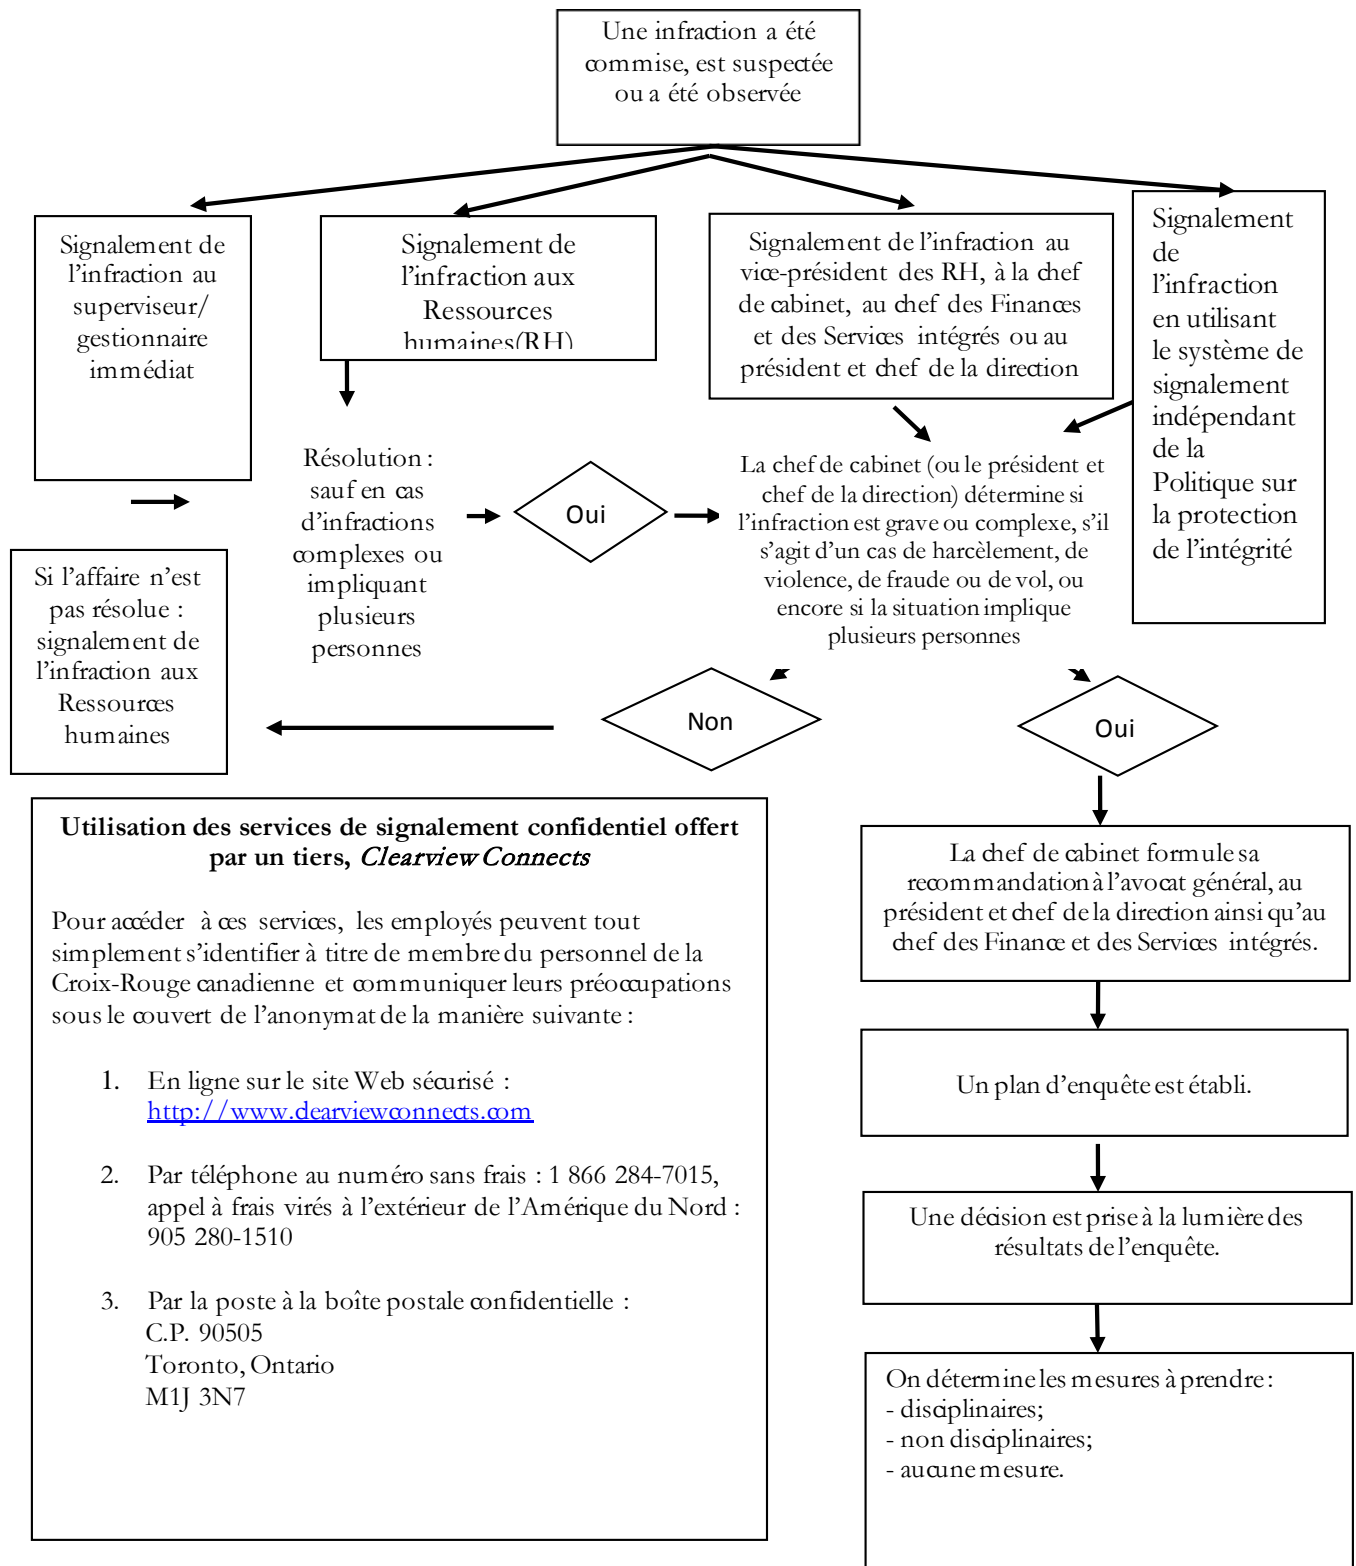 Une infraction a été
commise, est suspectée
ou a été observée
Signalement de
l’infraction au
superviseur/
gestionnaire
immédiat
Signalement de
l’infraction aux
Ressources
humaines(RH)
Signalement de l’infraction au
vice-président des RH, à la chef
de cabinet, au chef des Finances
et des Services intégrés ou au
président et chef de la direction
Signalement
de
l’infraction
en utilisant
le système de
signalement
indépendant
de la
Politique sur
la protection
de l’intégrité
Résolution :
sauf en cas
d’infractions
complexes ou
impliquant
plusieurs
personnes
Oui
La chef de cabinet (ou le président et
chef de la direction) détermine si
l’infraction est grave ou complexe, s’il
s’agit d’un cas de harcèlement, de
violence, de fraude ou de vol, ou
encore si la situation implique
plusieurs personnes
Si l’affaire n’est
pas résolue :
signalement de
l’infraction aux
Ressources
humaines
Non
Oui
Utilisation des services de signalement confidentiel offert
par un tiers, Clearview Connects
Pour accéder à ces services, les employés peuvent tout
simplement s’identifier à titre de membre du personnel de la
Croix-Rouge canadienne et communiquer leurs préoccupations
sous le couvert de l’anonymat de la manière suivante :
1. En ligne sur le site Web sécurisé :
http://www.clearviewconnects.com
2. Par téléphone au numéro sans frais : 1 866 284-7015,
appel à frais virés à l’extérieur de l’Amérique du Nord :
905 280-1510
3. Par la poste à la boîte postale confidentielle :
C.P. 90505
Toronto, Ontario
M1J 3N7
La chef de cabinet formule sa
recommandation à l’avocat général, au
président et chef de la direction ainsi qu’au
chef des Finance et des Services intégrés.
Un plan d’enquête est établi.
Une décision est prise à la lumière des
résultats de l’enquête.
On détermine les mesures à prendre :
- disciplinaires;
- non disciplinaires;
- aucune mesure.